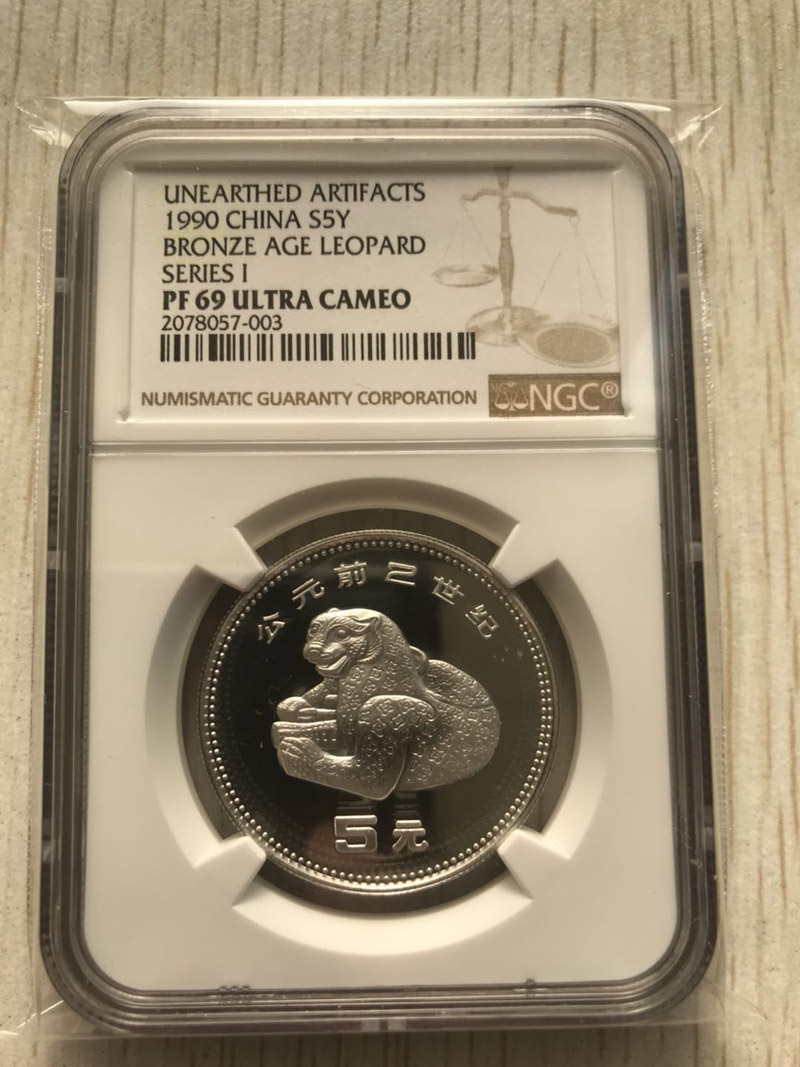 UNEARTHED ARTIFACTS
1990 CHINA S5Y
BRONZE AGE LEOPARD
SERIES I
PF 69 ULTRA CAMEO
2078057-003
NUMISMATIC GUARANTY CORPORATION
NGC®
公元前2世纪
5元